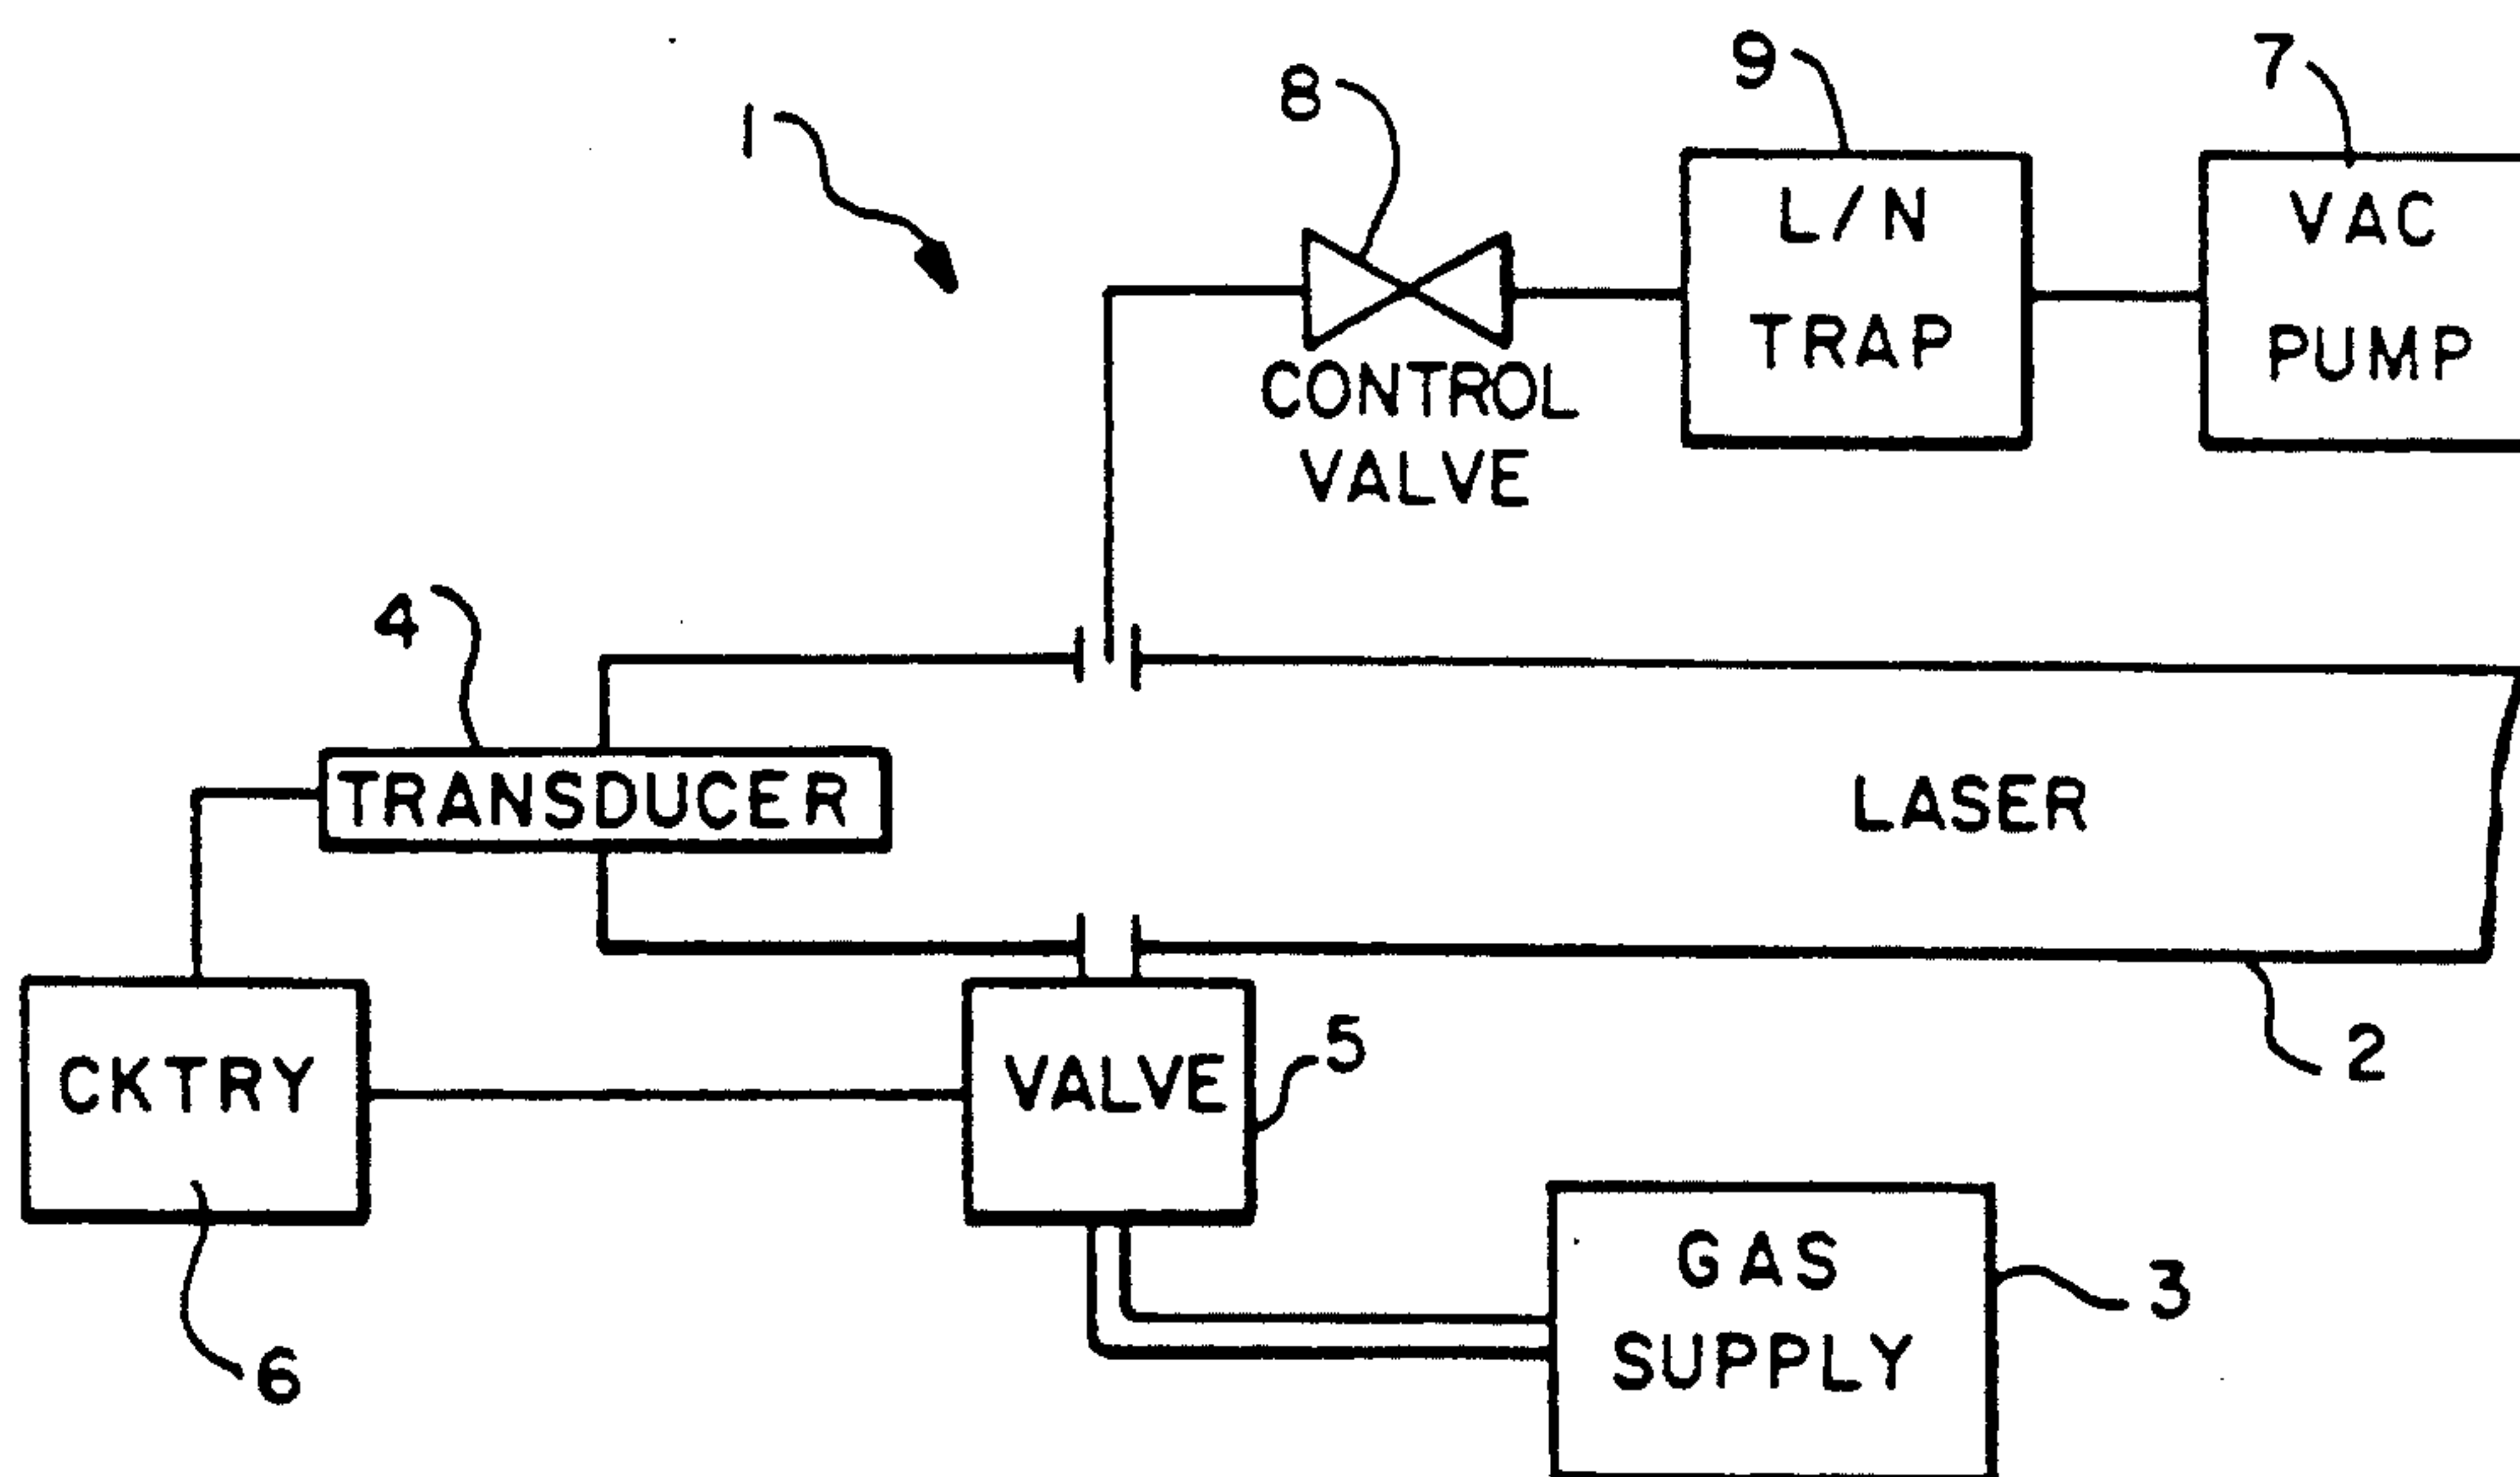 1
8
9
7
L/N
TRAP
VAC
PUMP
CONTROL
VALVE
4
TRANSDUCER
LASER
CKTRY
VALVE
5
2
GAS
SUPPLY
3
6